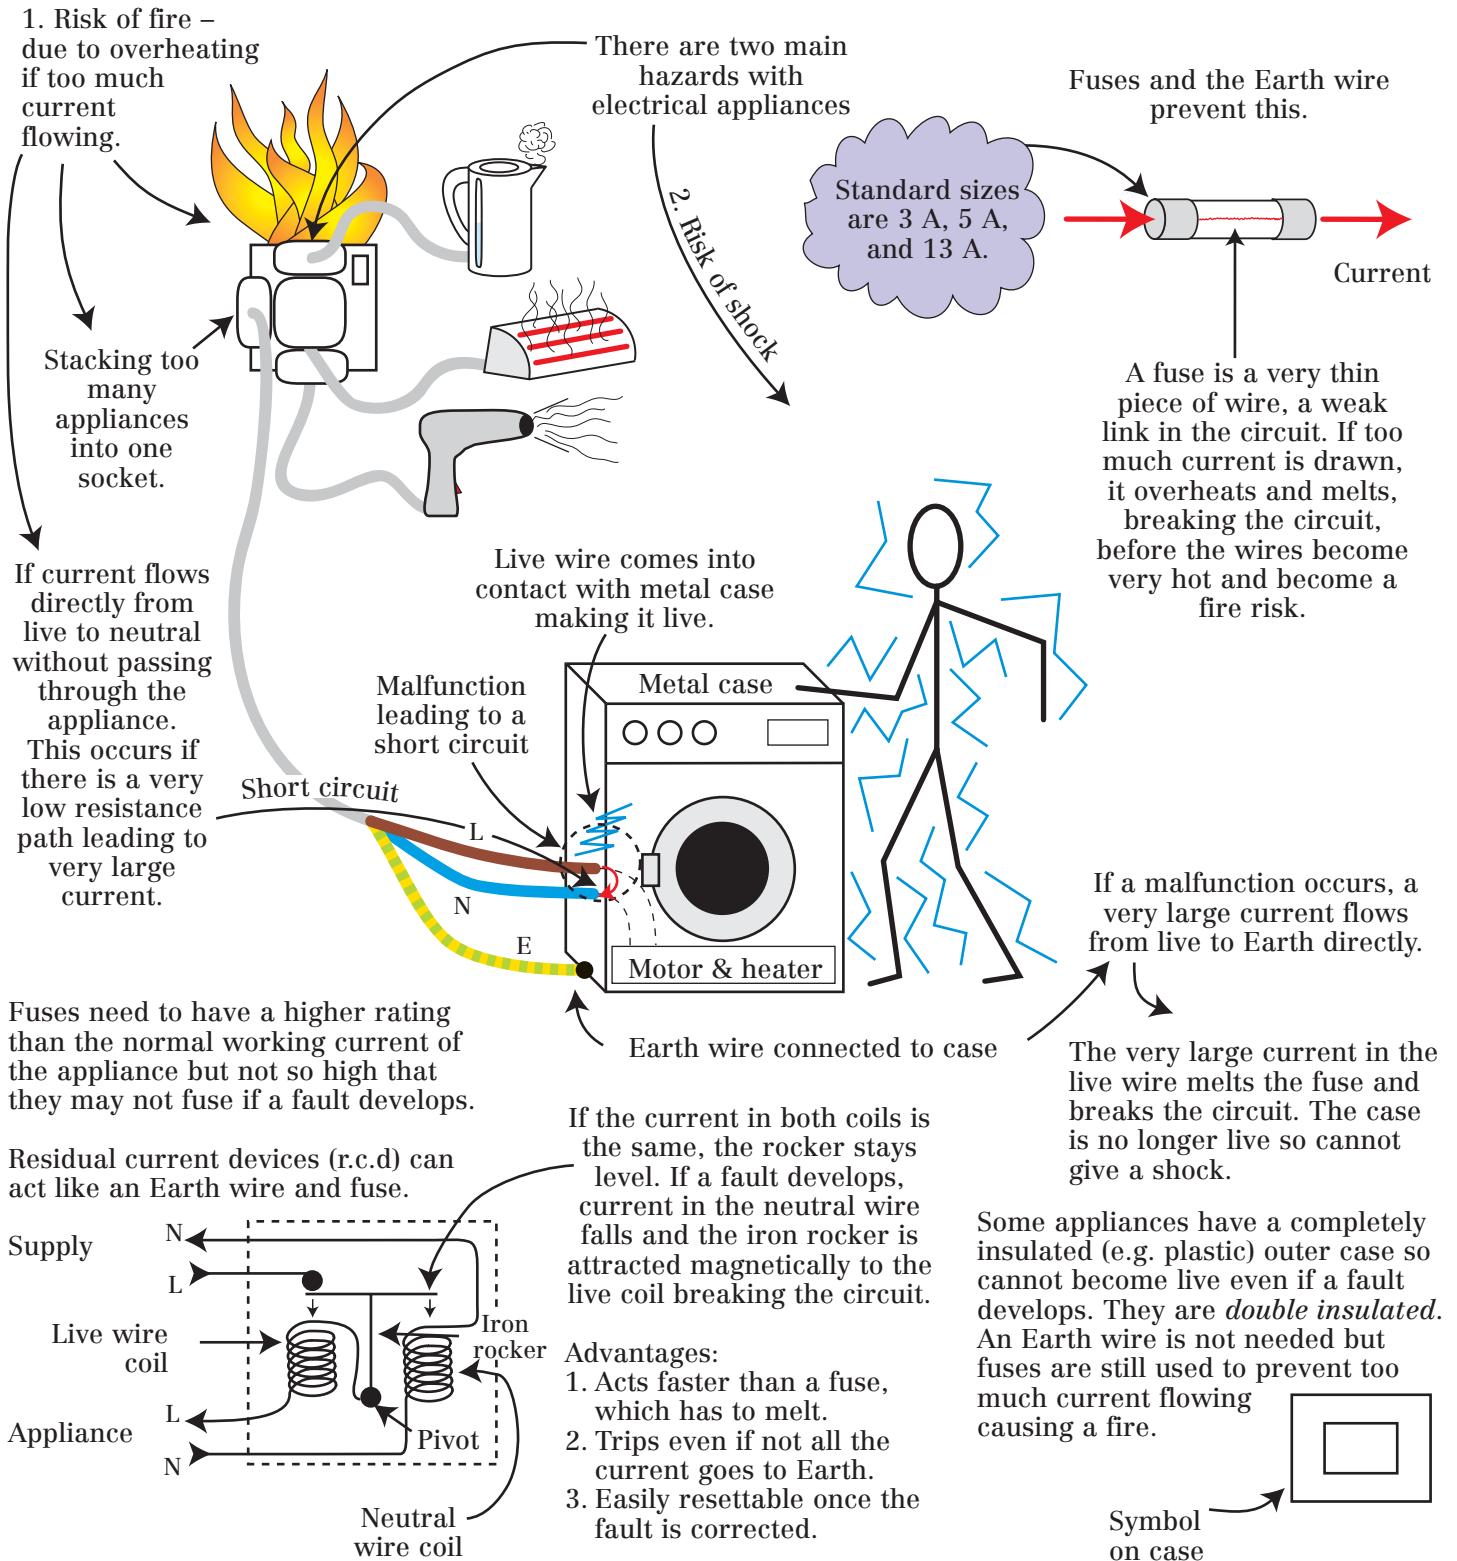 1. Risk of fire –
due to overheating
if too much
current
flowing.
There are two main
hazards with
electrical appliances
Fuses and the Earth wire
prevent this.
Standard sizes
are 3 A, 5 A,
and 13 A.
2. Risk of shock
Current
Stacking too
many
appliances
into one
socket.
A fuse is a very thin
piece of wire, a weak
link in the circuit. If too
much current is drawn,
it overheats and melts,
breaking the circuit,
before the wires become
very hot and become a
fire risk.
If current flows
directly from
live to neutral
without passing
through the
appliance.
This occurs if
there is a very
low resistance
path leading to
very large
current.
Live wire comes into
contact with metal case
making it live.
Malfunction
leading to a
short circuit
Metal case
Short circuit
L
N
E
Motor & heater
If a malfunction occurs, a
very large current flows
from live to Earth directly.
Earth wire connected to case
Fuses need to have a higher rating
than the normal working current of
the appliance but not so high that
they may not fuse if a fault develops.
The very large current in the
live wire melts the fuse and
breaks the circuit. The case
is no longer live so cannot
give a shock.
Residual current devices (r.c.d) can
act like an Earth wire and fuse.
If the current in both coils is
the same, the rocker stays
level. If a fault develops,
current in the neutral wire
falls and the iron rocker is
attracted magnetically to the
live coil breaking the circuit.
Supply
N
L
Live wire
coil
Iron
rocker
Appliance
L
N
Pivot
Neutral
wire coil
Advantages:
1. Acts faster than a fuse,
which has to melt.
2. Trips even if not all the
current goes to Earth.
3. Easily resettable once the
fault is corrected.
Some appliances have a completely
insulated (e.g. plastic) outer case so
cannot become live even if a fault
develops. They are double insulated.
An Earth wire is not needed but
fuses are still used to prevent too
much current flowing
causing a fire.
Symbol
on case